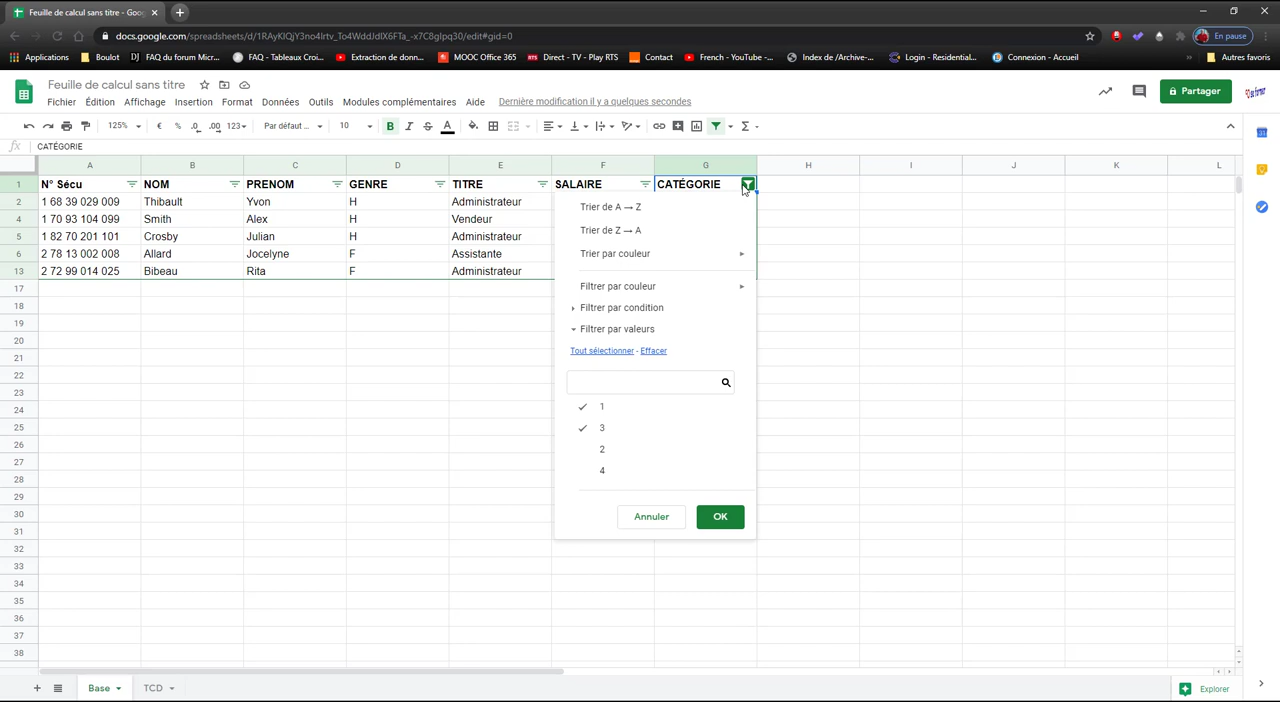 Feuille de calcul sans titre - Goog
docs.google.com/spreadsheets/d/1RAyKlQjY3no4lrtv_To4WddJdlX6FTa_-x7C8glpq30/edit#gid=0
En pause
Applications
Boulot
FAQ du forum Micr...
FAQ - Tableaux Croi...
Extraction de donn...
MOOC Office 365
RTS
Direct - TV - Play RTS
Contact
French - YouTube -...
Index de /Archive-...
Login - Residential...
Connexion - Accueil
»
Autres favoris
Feuille de calcul sans titre
Fichier Édition Affichage Insertion Format Données Outils Modules complémentaires Aide Dernière modification il y a quelques secondes
Partager
125% € % .0 .00 123 Par défaut ... 10 B I S A Σ
fx CATÉGORIE
A B C D E F G H I J K L
1 N° Sécu NOM PRENOM GENRE TITRE SALAIRE CATÉGORIE
2 1 68 39 029 009 Thibault Yvon H Administrateur
4 1 70 93 104 099 Smith Alex H Vendeur
5 1 82 70 201 101 Crosby Julian H Administrateur
6 2 78 13 002 008 Allard Jocelyne F Assistante
13 2 72 99 014 025 Bibeau Rita F Administrateur
17
18
19
20
21
22
23
24
25
26
27
28
29
30
31
32
33
34
35
36
37
38
Trier de A → Z
Trier de Z → A
Trier par couleur
Filtrer par couleur
Filtrer par condition
Filtrer par valeurs
Tout sélectionner - Effacer
1
3
2
4
Annuler OK
Base TCD
Explorer